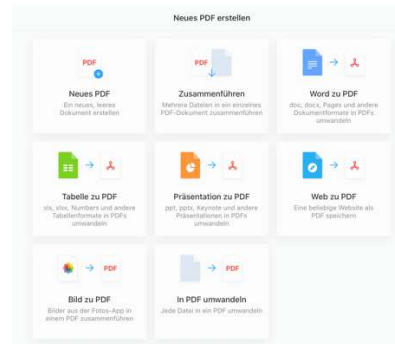 Neues PDF erstellen
PDF
Neues PDF
Ein neues, leeres
Dokument erstellen
PDF
Zusammenführen
Mehrere Dateien in ein einzelnes
PDF-Dokument zusammenführen
Word zu PDF
doc, docx, Pages und andere
Dokumentformate in PDFs
umwandeln
Tabelle zu PDF
xls, xlsx, Numbers und andere
Tabellenformate in PDFs
umwandeln
Präsentation zu PDF
ppt, pptx, Keynote und andere
Präsentationen in PDFs
umwandeln
Web zu PDF
Eine beliebige Website als
PDF speichern
PDF
Bild zu PDF
Bilder aus der Fotos-App in
einem PDF zusammenführen
PDF
In PDF umwandeln
Jede Datei in ein PDF umwandeln